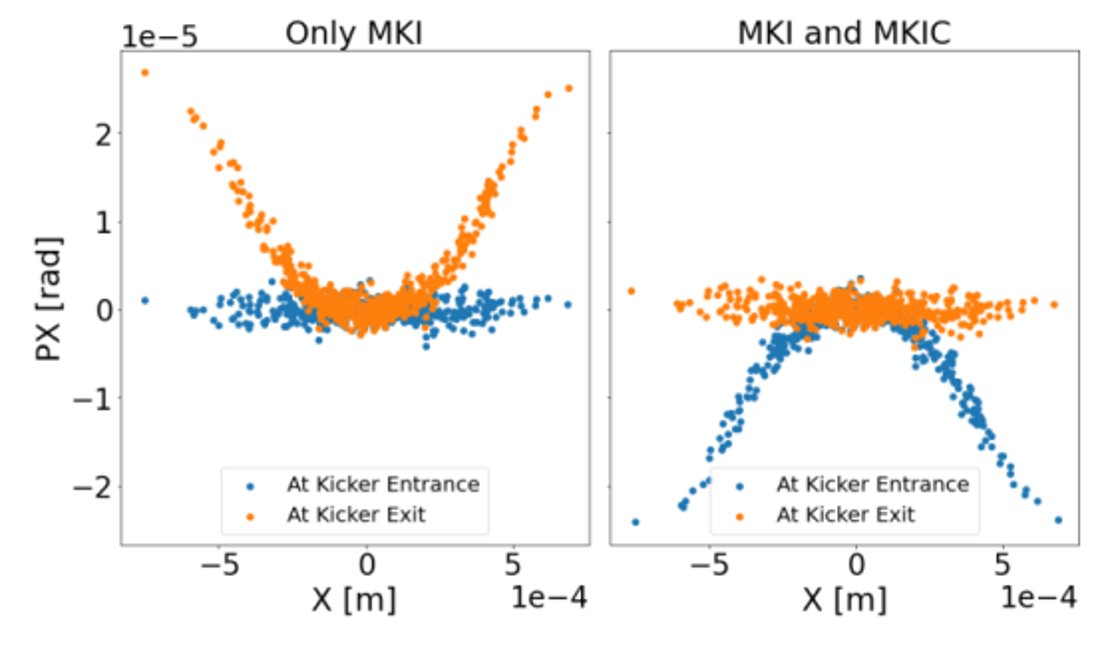 1e−5
Only MKI
MKI and MKIC
PX [rad]
2
1
0
−1
−2
At Kicker Entrance
At Kicker Exit
At Kicker Entrance
At Kicker Exit
−5 0 5
−5 0 5
X [m]
1e−4
X [m]
1e−4